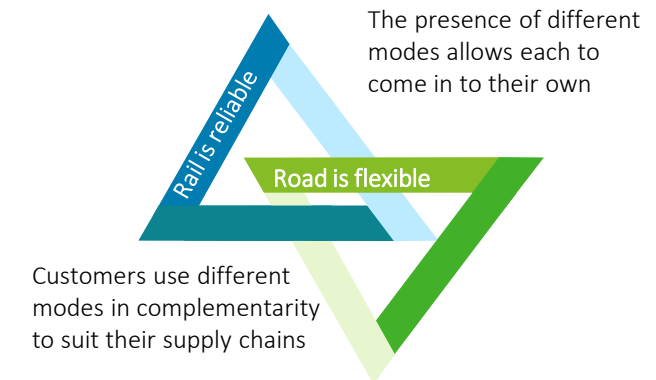 The presence of different
modes allows each to
come in to their own
Rail is reliable
Road is flexible
Customers use different
modes in complementarity
to suit their supply chains